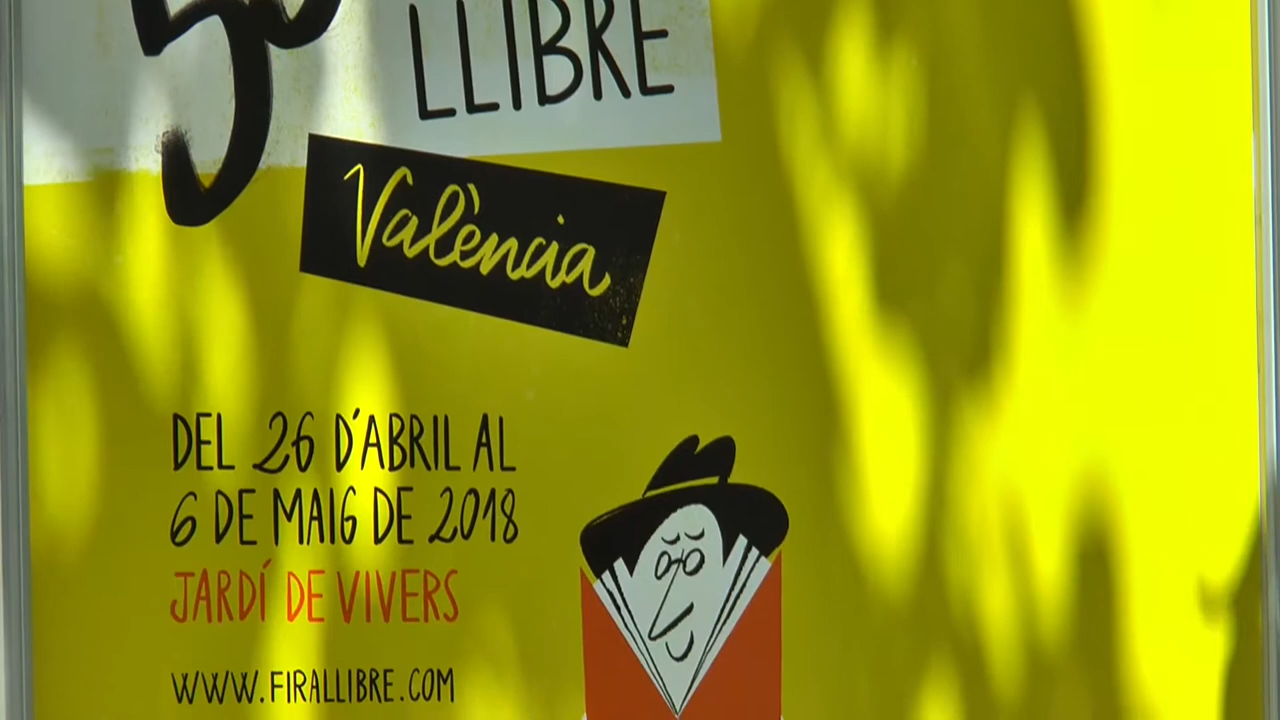 LLIBRE
València
DEL 26 D'ABRIL AL
6 DE MAIG DE 2018
JARDÍ DE VIVERS
WWW.FIRALLIBRE.COM